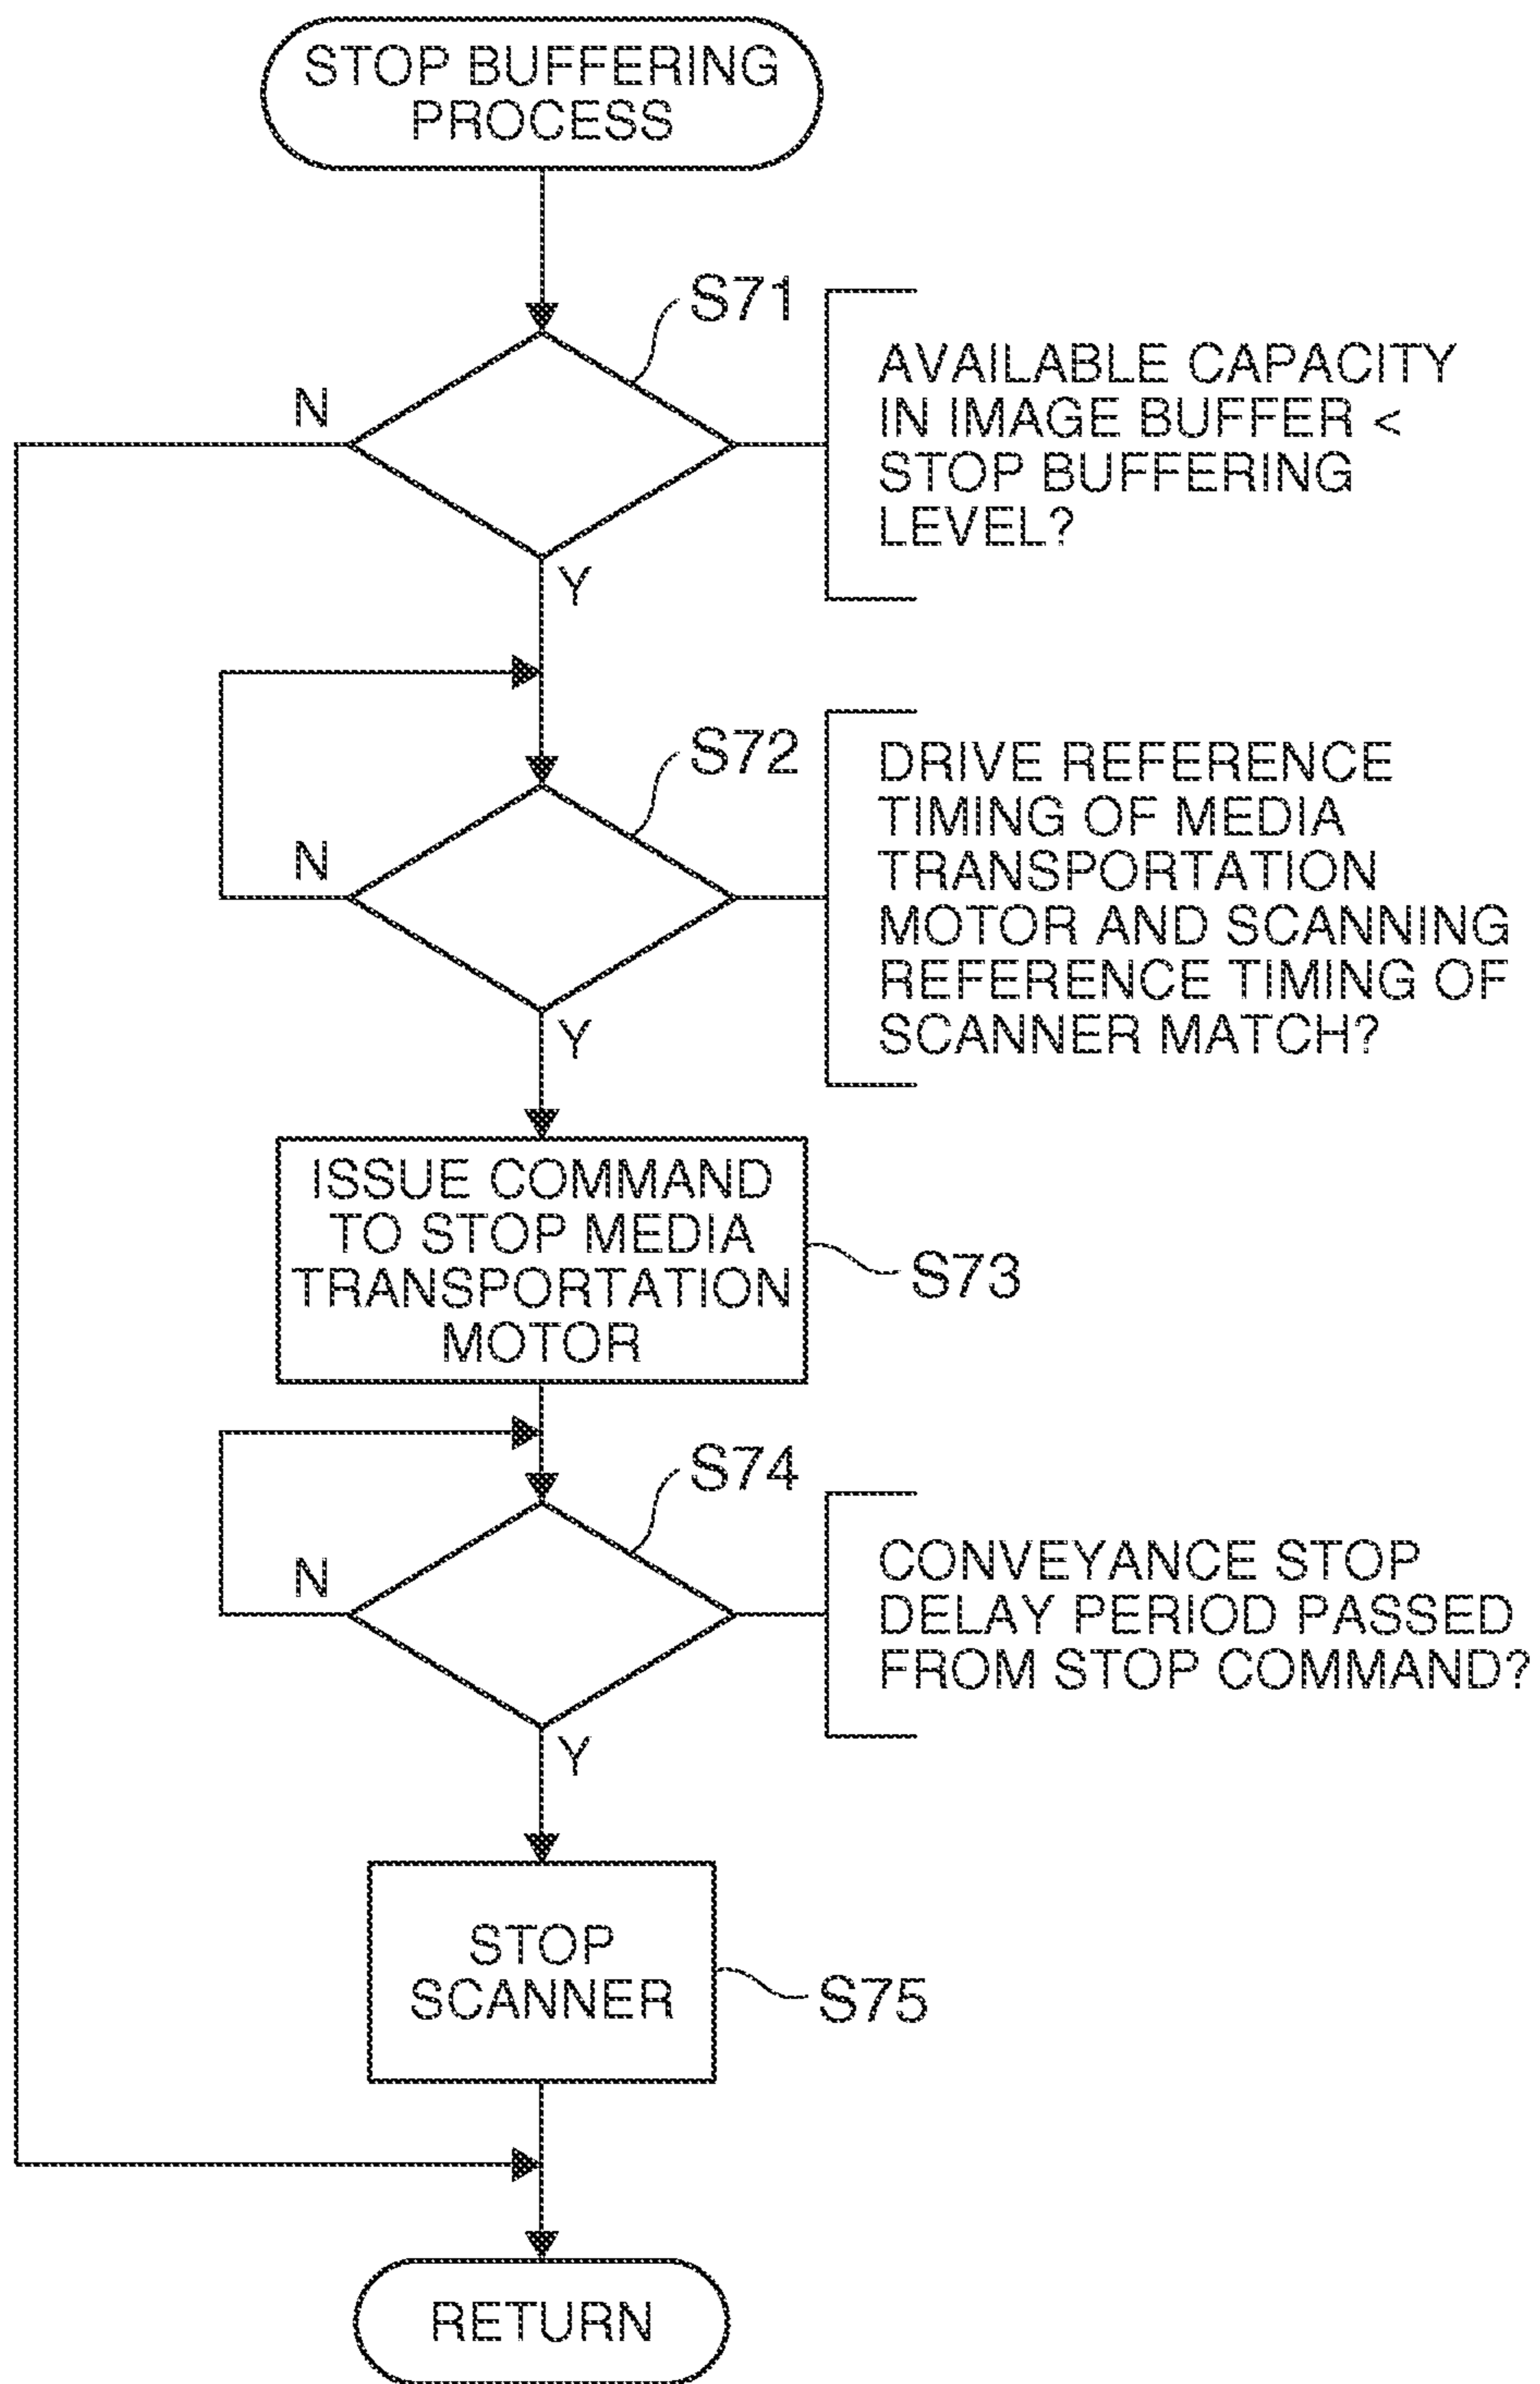 STOP BUFFERING
PROCESS
S71
N
AVAILABLE CAPACITY
IN IMAGE BUFFER <
STOP BUFFERING
LEVEL?
Y
S72
N
DRIVE REFERENCE
TIMING OF MEDIA
TRANSPORTATION
MOTOR AND SCANNING
REFERENCE TIMING OF
SCANNER MATCH?
Y
ISSUE COMMAND
TO STOP MEDIA
TRANSPORTATION
MOTOR
S73
S74
N
CONVEYANCE STOP
DELAY PERIOD PASSED
FROM STOP COMMAND?
Y
STOP
SCANNER
S75
RETURN